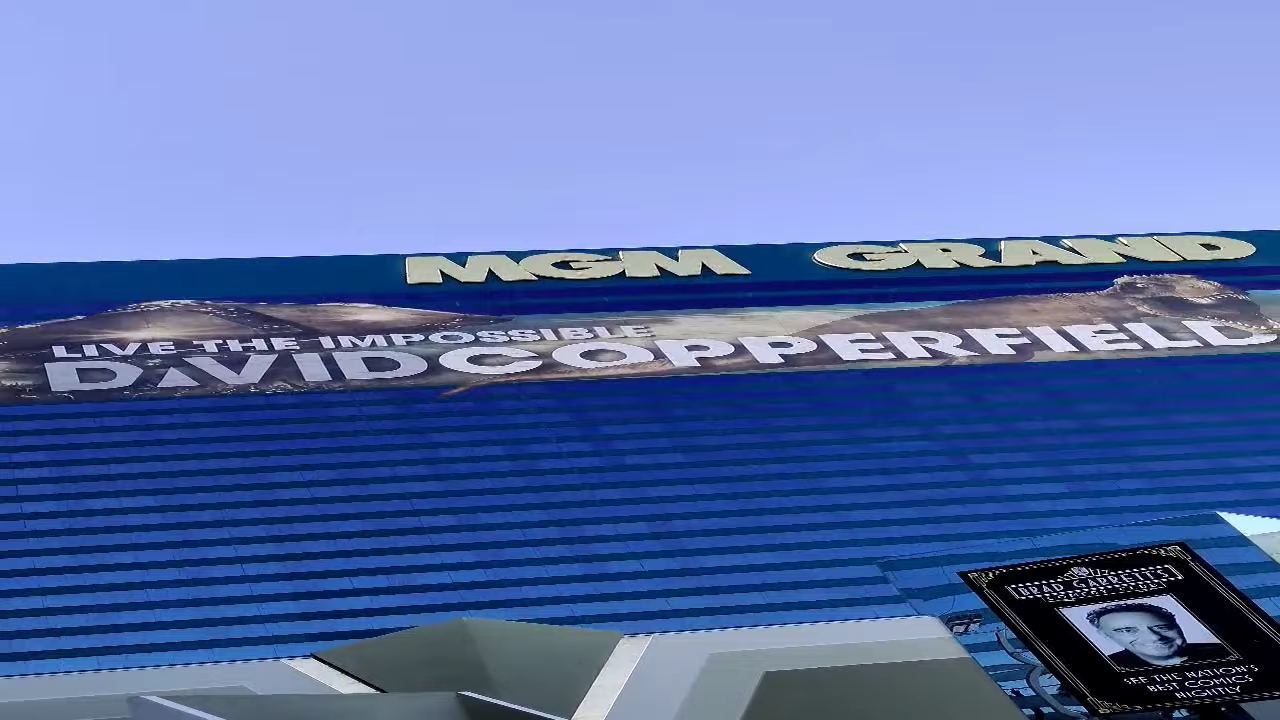 MGM GRAND
LIVE THE IMPOSSIBLE
DAVID COPPERFIELD
BRAD GARRETT'S
SEE THE NATION'S
BEST COMICS
NIGHTLY